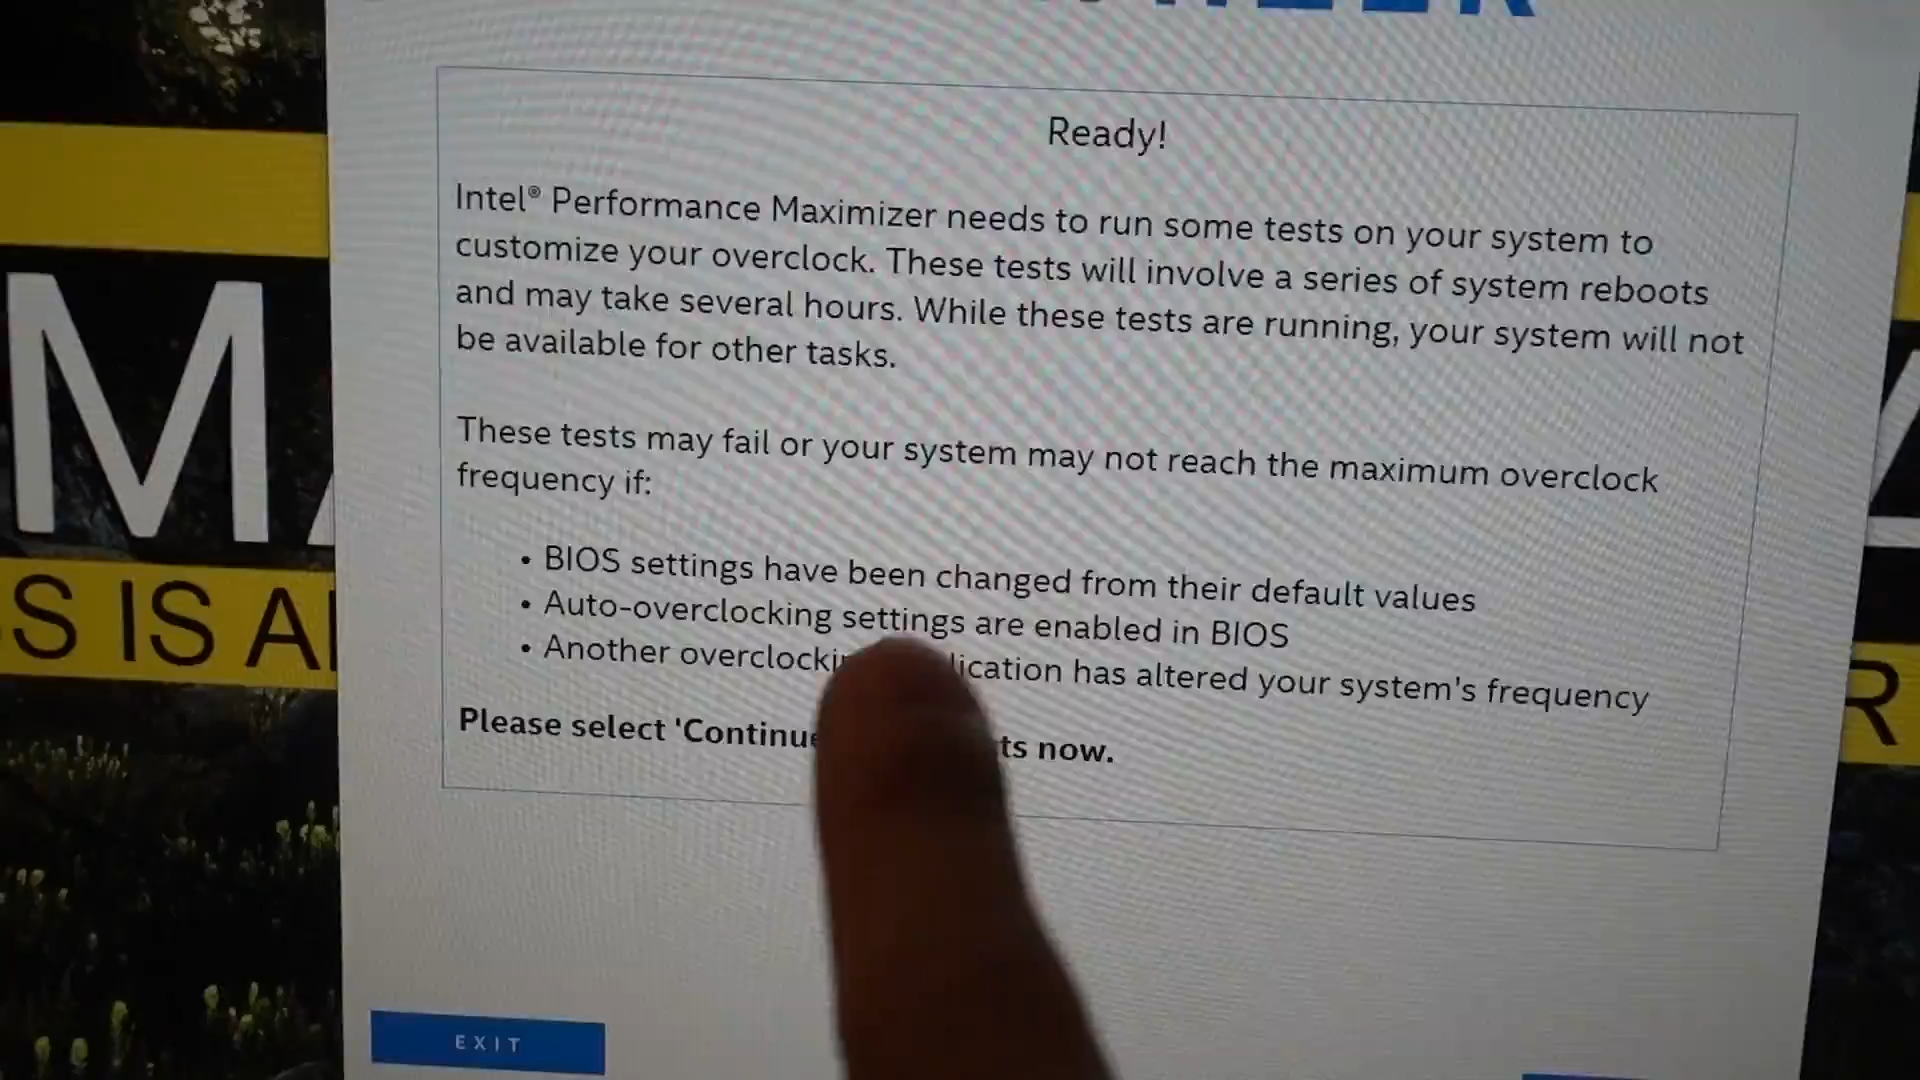 Ready!
Intel® Performance Maximizer needs to run some tests on your system to
customize your overclock. These tests will involve a series of system reboots
and may take several hours. While these tests are running, your system will not
be available for other tasks.
These tests may fail or your system may not reach the maximum overclock
frequency if:
• BIOS settings have been changed from their default values
• Auto-overclocking settings are enabled in BIOS
• Another has altered your system's frequency
Please select now.
EXIT
M
S IS A
R